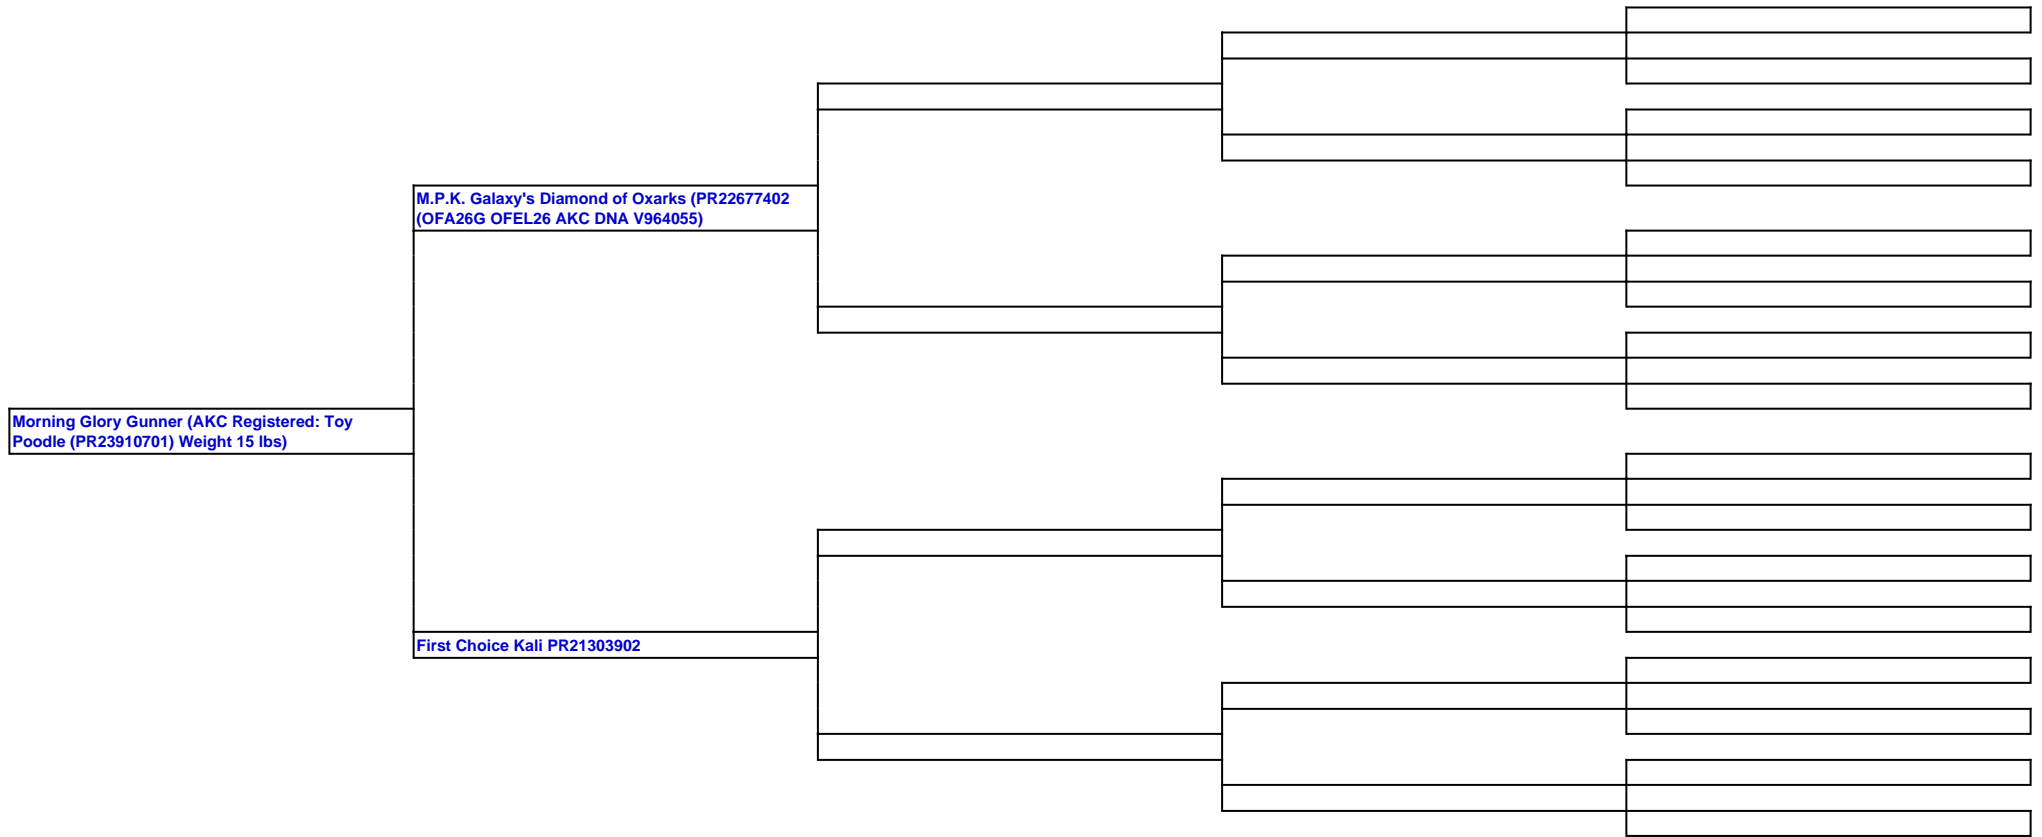 M.P.K. Galaxy's Diamond of Oxarks (PR22677402
(OFA26G OFEL26 AKC DNA V964055)
Morning Glory Gunner (AKC Registered: Toy
Poodle (PR23910701) Weight 15 lbs)
First Choice Kali PR21303902